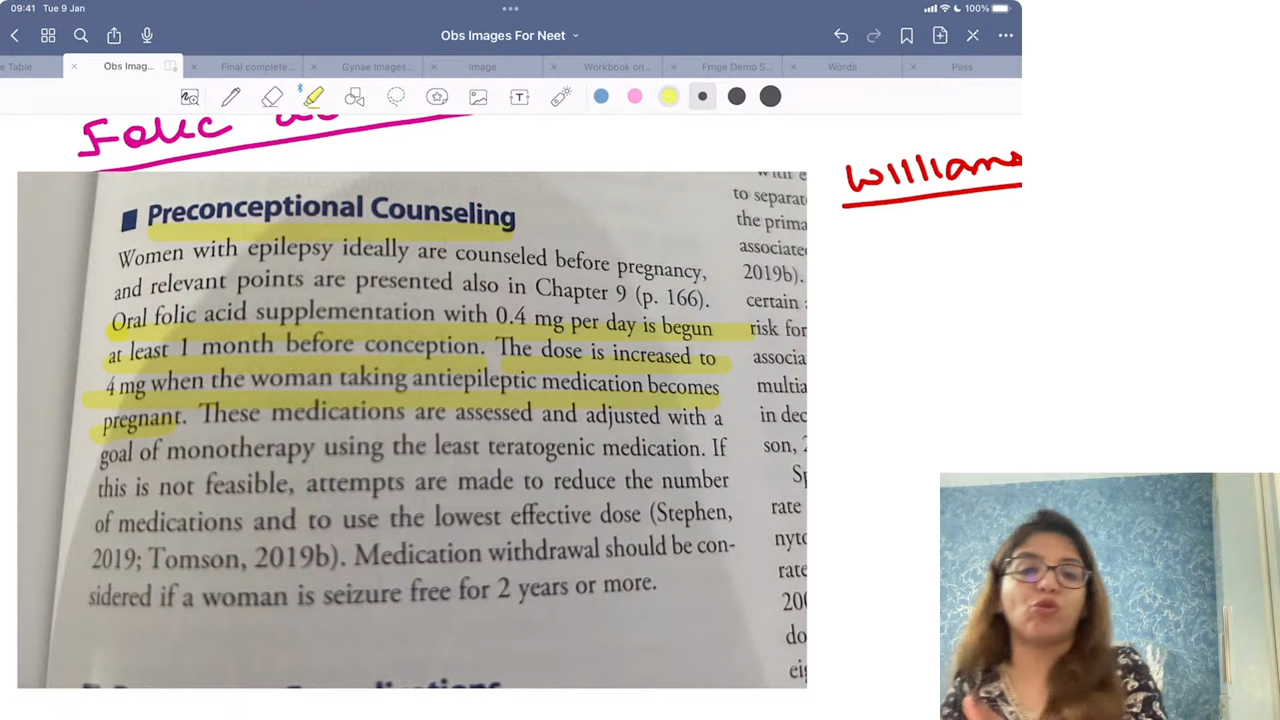 09:41 Tue 9 Jan
100%
Obs Images For Neet
e Table
Obs Imag...
Final complete...
Gynae Images...
Image
Workbook on...
Fmge Demo S...
Words
Pass
Folic
Williams
Preconceptional Counseling
Women with epilepsy ideally are counseled before pregnancy,
and relevant points are presented also in Chapter 9 (p. 166).
Oral folic acid supplementation with 0.4 mg per day is begun
at least 1 month before conception. The dose is increased to
4 mg when the woman taking antiepileptic medication becomes
pregnant. These medications are assessed and adjusted with a
goal of monotherapy using the least teratogenic medication. If
this is not feasible, attempts are made to reduce the number
of medications and to use the lowest effective dose (Stephen,
2019; Tomson, 2019b). Medication withdrawal should be con-
sidered if a woman is seizure free for 2 years or more.
to separat
the prima
associate
2019b).
certain
risk for
associa
multia
in dec
son, 2
Sp
rate
nyto
rate
200
do
eig